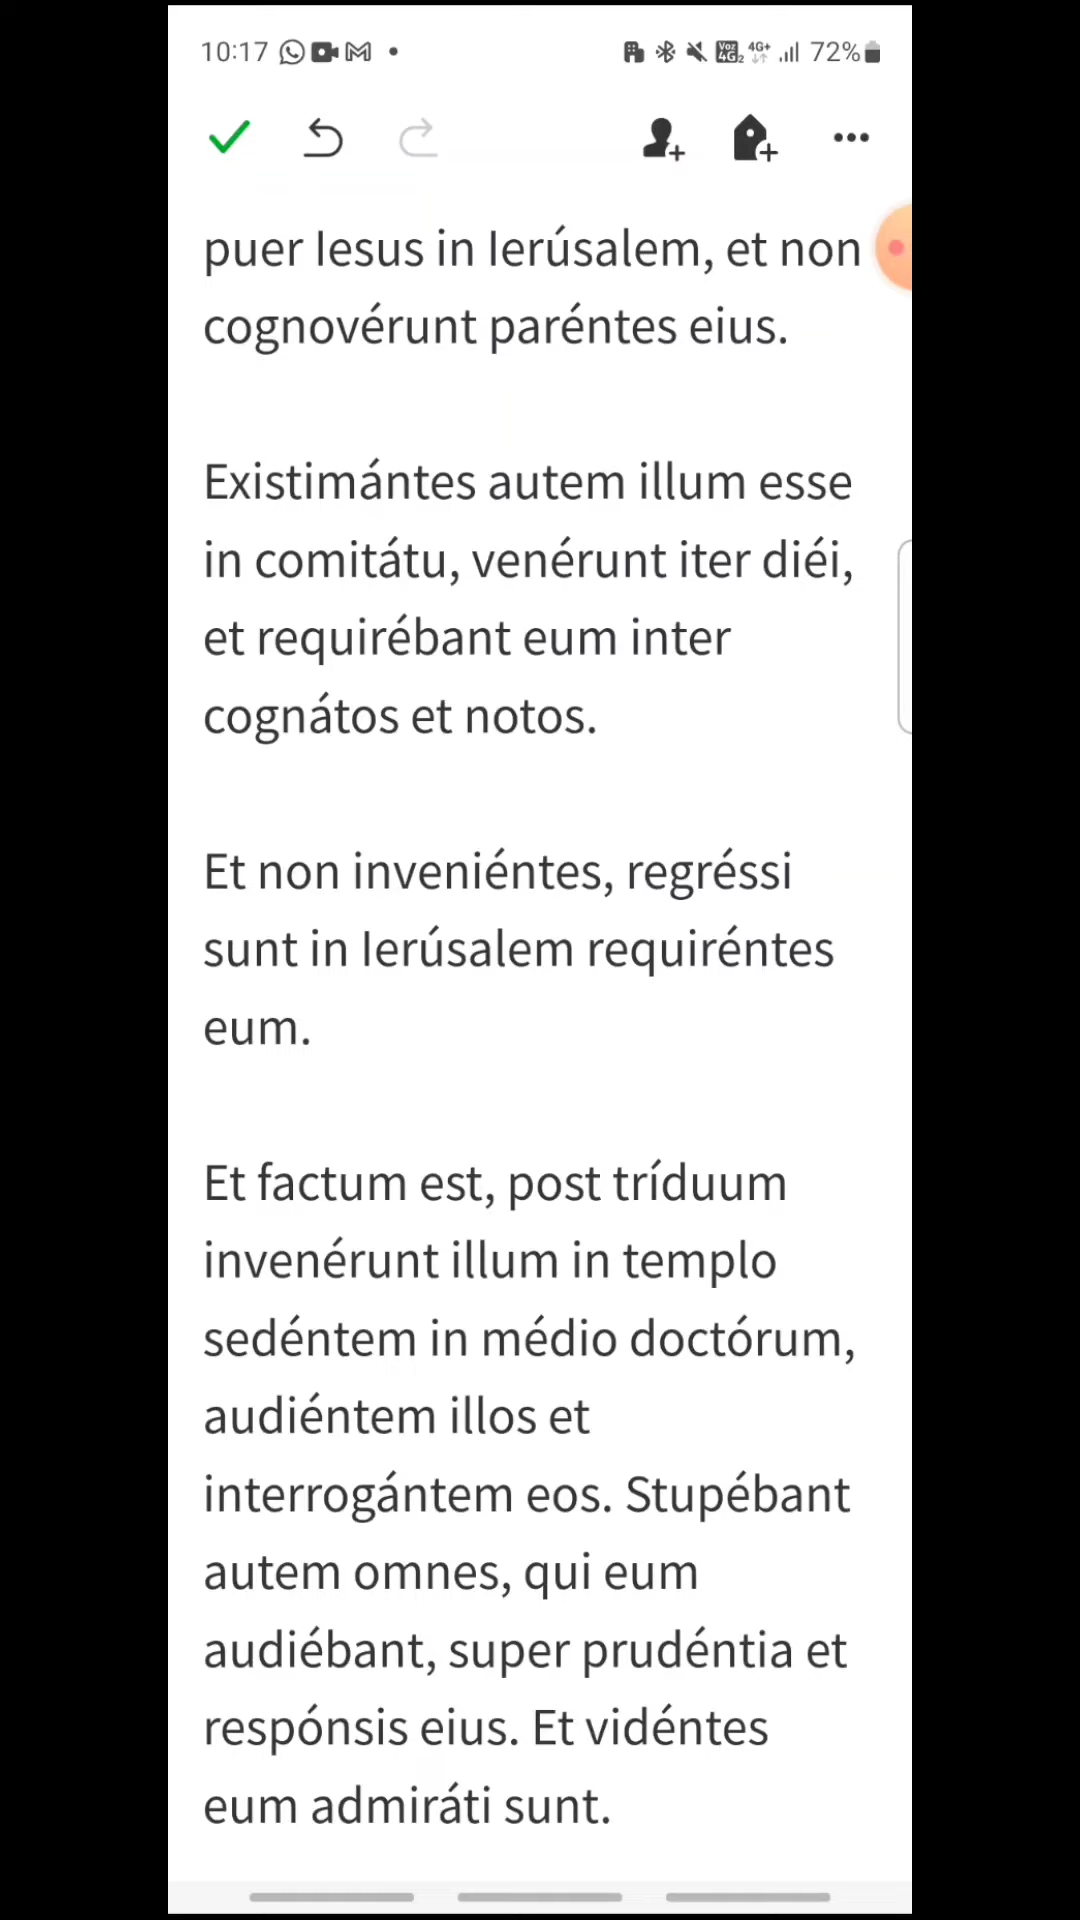 10:17
Voz 4G2 4G+ 72%
puer Iesus in Ierúsalem, et non
cognovérunt paréntes eius.
Existimántes autem illum esse
in comitátu, venérunt iter diéi,
et requirébant eum inter
cognátos et notos.
Et non inveniéntes, regréssi
sunt in Ierúsalem requiréntes
eum.
Et factum est, post tríduum
invenérunt illum in templo
sedéntem in médio doctórum,
audiéntem illos et
interrogántem eos. Stupébant
autem omnes, qui eum
audiébant, super prudéntia et
respónsis eius. Et vidéntes
eum admiráti sunt.